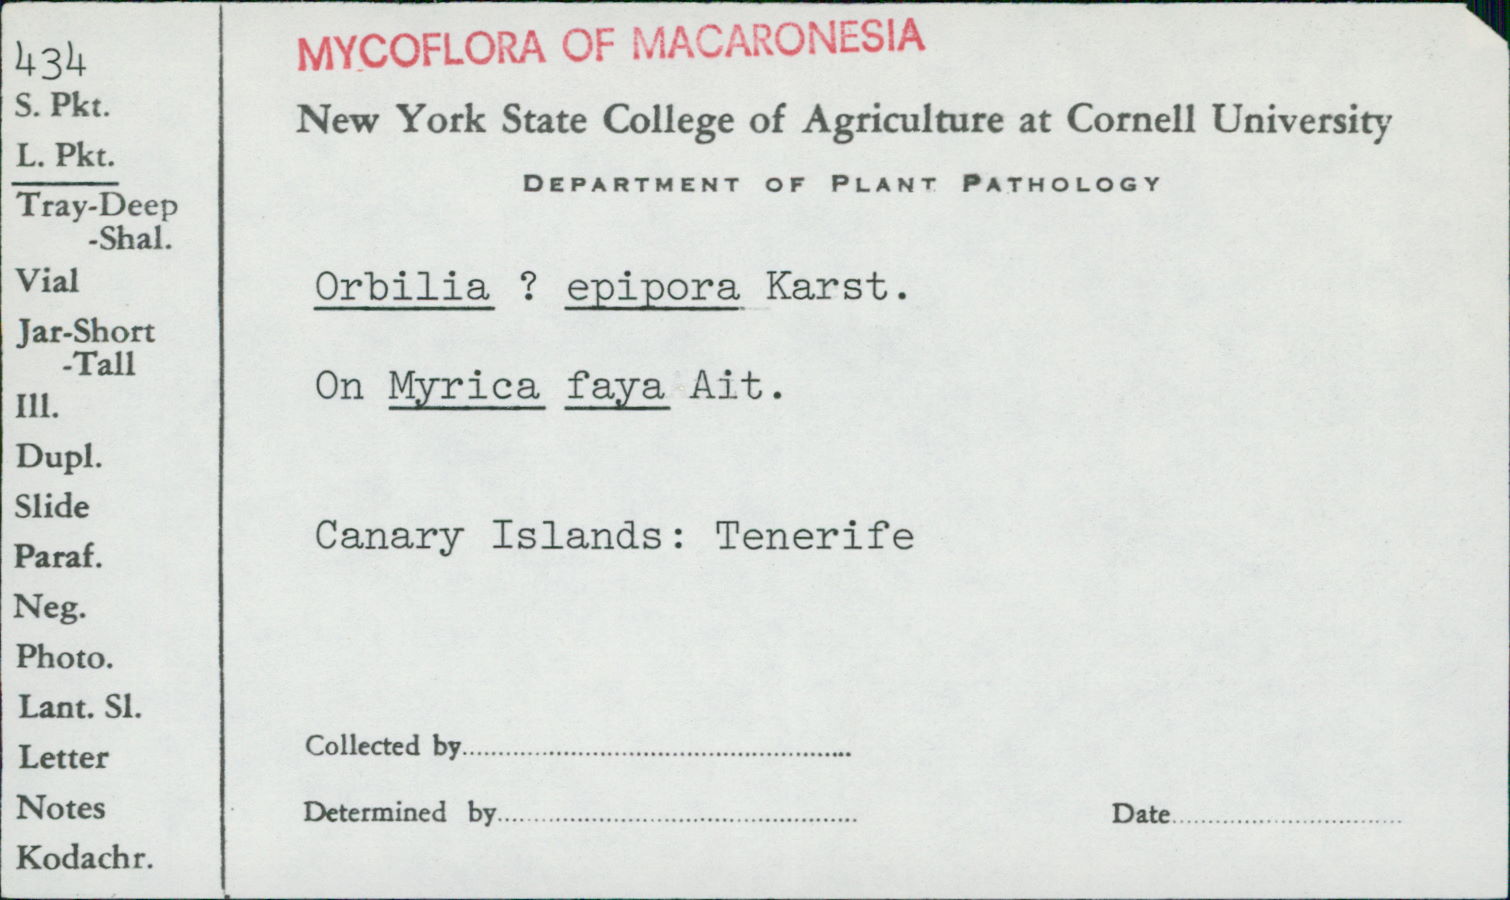 434
S. Pkt.
L. Pkt.
Tray-Deep
-Shal.
Vial
Jar-Short
-Tall
Ill.
Dupl.
Slide
Paraf.
Neg.
Photo.
Lant. Sl.
Letter
Notes
Kodachr.
MYCOFLORA OF MACARONESIA
New York State College of Agriculture at Cornell University
DEPARTMENT OF PLANT PATHOLOGY
Orbilia ? epipora Karst.
On Myrica faya Ait.
Canary Islands: Tenerife
Collected by
Determined by
Date